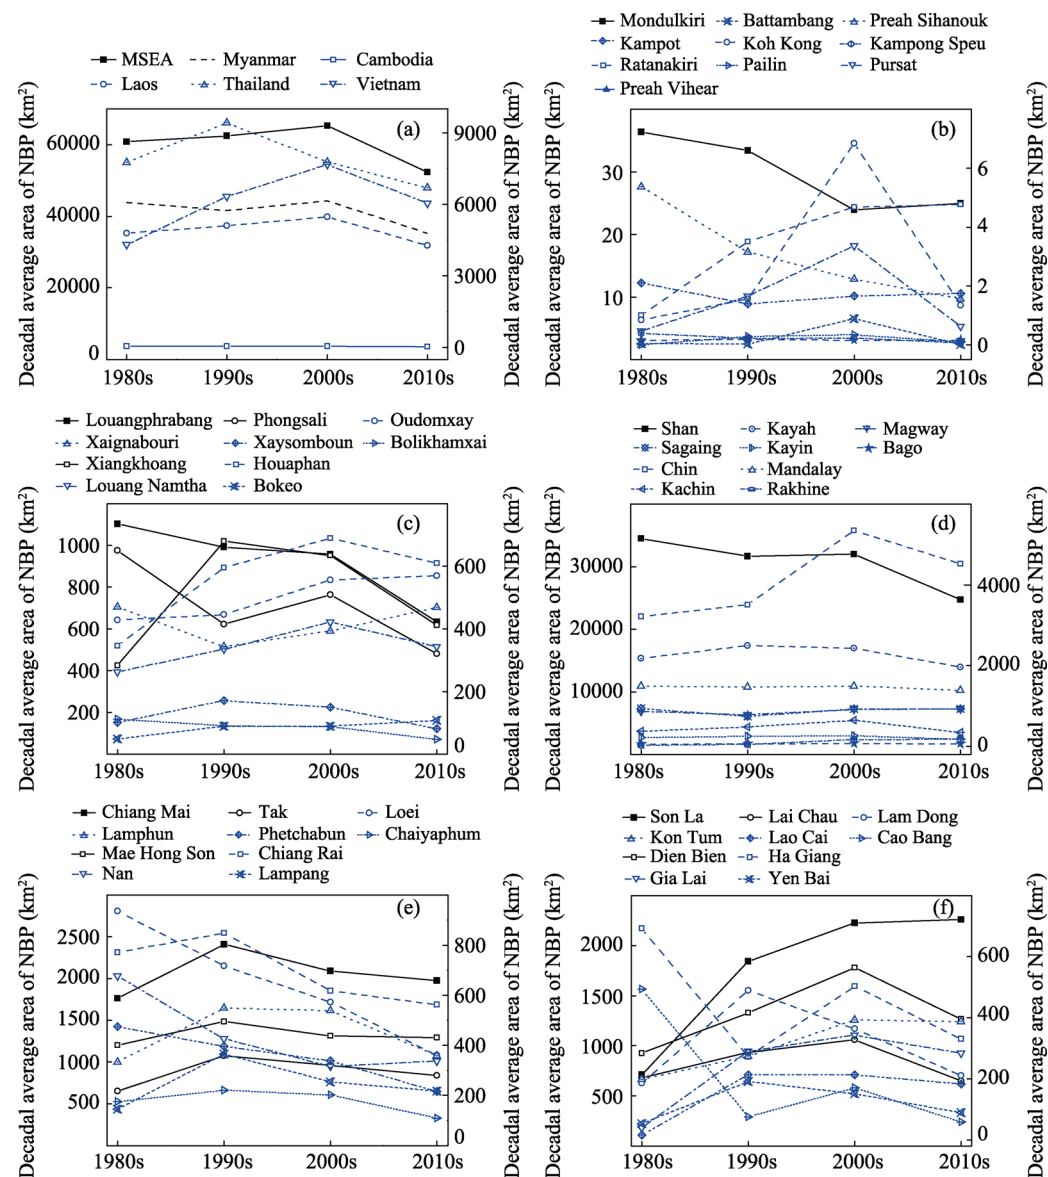 MSEA Myanmar Cambodia
Laos Thailand Vietnam
Decadal average area of NBP (km²)
(a)
60000
40000
20000
0
9000
6000
3000
0
Decadal average area of NBP (km²)
1980s 1990s 2000s 2010s
Mondulkiri Battambang Preah Sihanouk
Kampot Koh Kong Kampong Speu
Ratanakiri Pailin Pursat
Preah Vihear
Decadal average area of NBP (km²)
(b)
30
20
10
6
4
2
0
Decadal average area of NBP (km²)
1980s 1990s 2000s 2010s
Louangphrabang Phongsali Oudomxay
Xaignabouri Xaysomboun Bolikhamxai
Xiangkhoang Houaphan
Louang Namtha Bokeo
Decadal average area of NBP (km²)
(c)
1000
800
600
400
200
600
400
200
0
Decadal average area of NBP (km²)
1980s 1990s 2000s 2010s
Shan Kayah Magway
Sagaing Kayin Bago
Chin Mandalay
Kachin Rakhine
Decadal average area of NBP (km²)
(d)
30000
20000
10000
4000
2000
0
Decadal average area of NBP (km²)
1980s 1990s 2000s 2010s
Chiang Mai Tak Loei
Lamphun Phetchabun Chaiyaphum
Mae Hong Son Chiang Rai
Nan Lampang
Decadal average area of NBP (km²)
(e)
2500
2000
1500
1000
500
800
600
400
200
0
Decadal average area of NBP (km²)
1980s 1990s 2000s 2010s
Son La Lai Chau Lam Dong
Kon Tum Lao Cai Cao Bang
Dien Bien Ha Giang
Gia Lai Yen Bai
Decadal average area of NBP (km²)
(f)
2000
1500
1000
500
600
400
200
0
Decadal average area of NBP (km²)
1980s 1990s 2000s 2010s